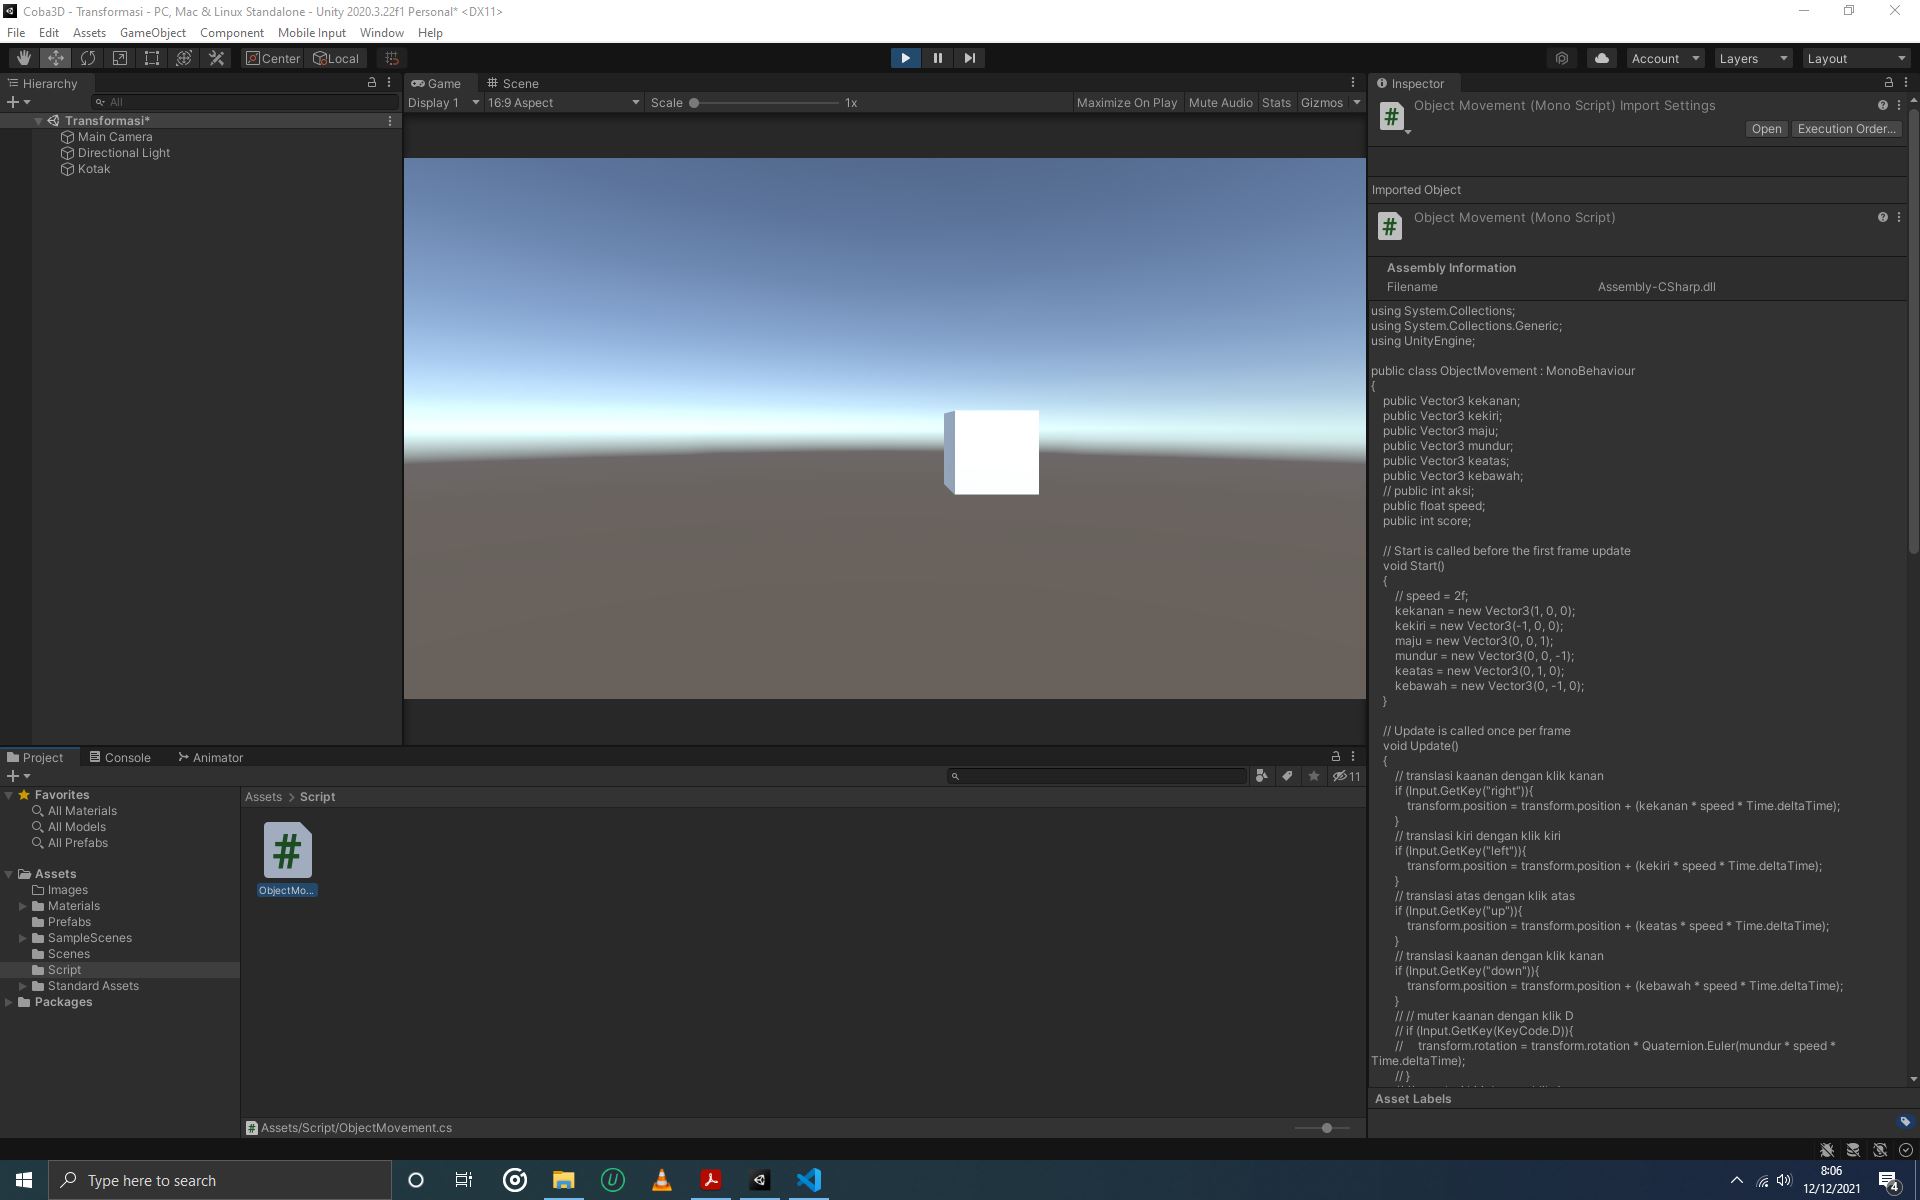 Coba3D - Transformasi - PC, Mac & Linux Standalone - Unity 2020.3.22f1 Personal* <DX11>
File Edit Assets GameObject Component Mobile Input Window Help
Center Local Account Layers Layout
Hierarchy
All
Transformasi*
Main Camera
Directional Light
Kotak
Game Scene
Display 1 16:9 Aspect Scale 1x Maximize On Play Mute Audio Stats Gizmos
Inspector
Object Movement (Mono Script) Import Settings
Open Execution Order...
Imported Object
Object Movement (Mono Script)
Assembly Information
Filename Assembly-CSharp.dll
using System.Collections;
using System.Collections.Generic;
using UnityEngine;
public class ObjectMovement : MonoBehaviour
{
public Vector3 kekanan;
public Vector3 kekiri;
public Vector3 maju;
public Vector3 mundur;
public Vector3 keatas;
public Vector3 kebawah;
// public int aksi;
public float speed;
public int score;
// Start is called before the first frame update
void Start()
{
// speed = 2f;
kekanan = new Vector3(1, 0, 0);
kekiri = new Vector3(-1, 0, 0);
maju = new Vector3(0, 0, 1);
mundur = new Vector3(0, 0, -1);
keatas = new Vector3(0, 1, 0);
kebawah = new Vector3(0, -1, 0);
}
// Update is called once per frame
void Update()
{
// translasi kaanan dengan klik kanan
if (Input.GetKey("right")){
transform.position = transform.position + (kekanan * speed * Time.deltaTime);
}
// translasi kiri dengan klik kiri
if (Input.GetKey("left")){
transform.position = transform.position + (kekiri * speed * Time.deltaTime);
}
// translasi atas dengan klik atas
if (Input.GetKey("up")){
transform.position = transform.position + (keatas * speed * Time.deltaTime);
}
// translasi kaanan dengan klik kanan
if (Input.GetKey("down")){
transform.position = transform.position + (kebawah * speed * Time.deltaTime);
}
// // muter kaanan dengan klik D
// if (Input.GetKey(KeyCode.D)){
// transform.rotation = transform.rotation * Quaternion.Euler(mundur * speed *
Time.deltaTime);
// }
Asset Labels
Project Console Animator
11
Favorites
All Materials
All Models
All Prefabs
Assets
Images
Materials
Prefabs
SampleScenes
Scenes
Script
Standard Assets
Packages
Assets > Script
#
ObjectMo...
Assets/Script/ObjectMovement.cs
Type here to search
8:06
12/12/2021
4